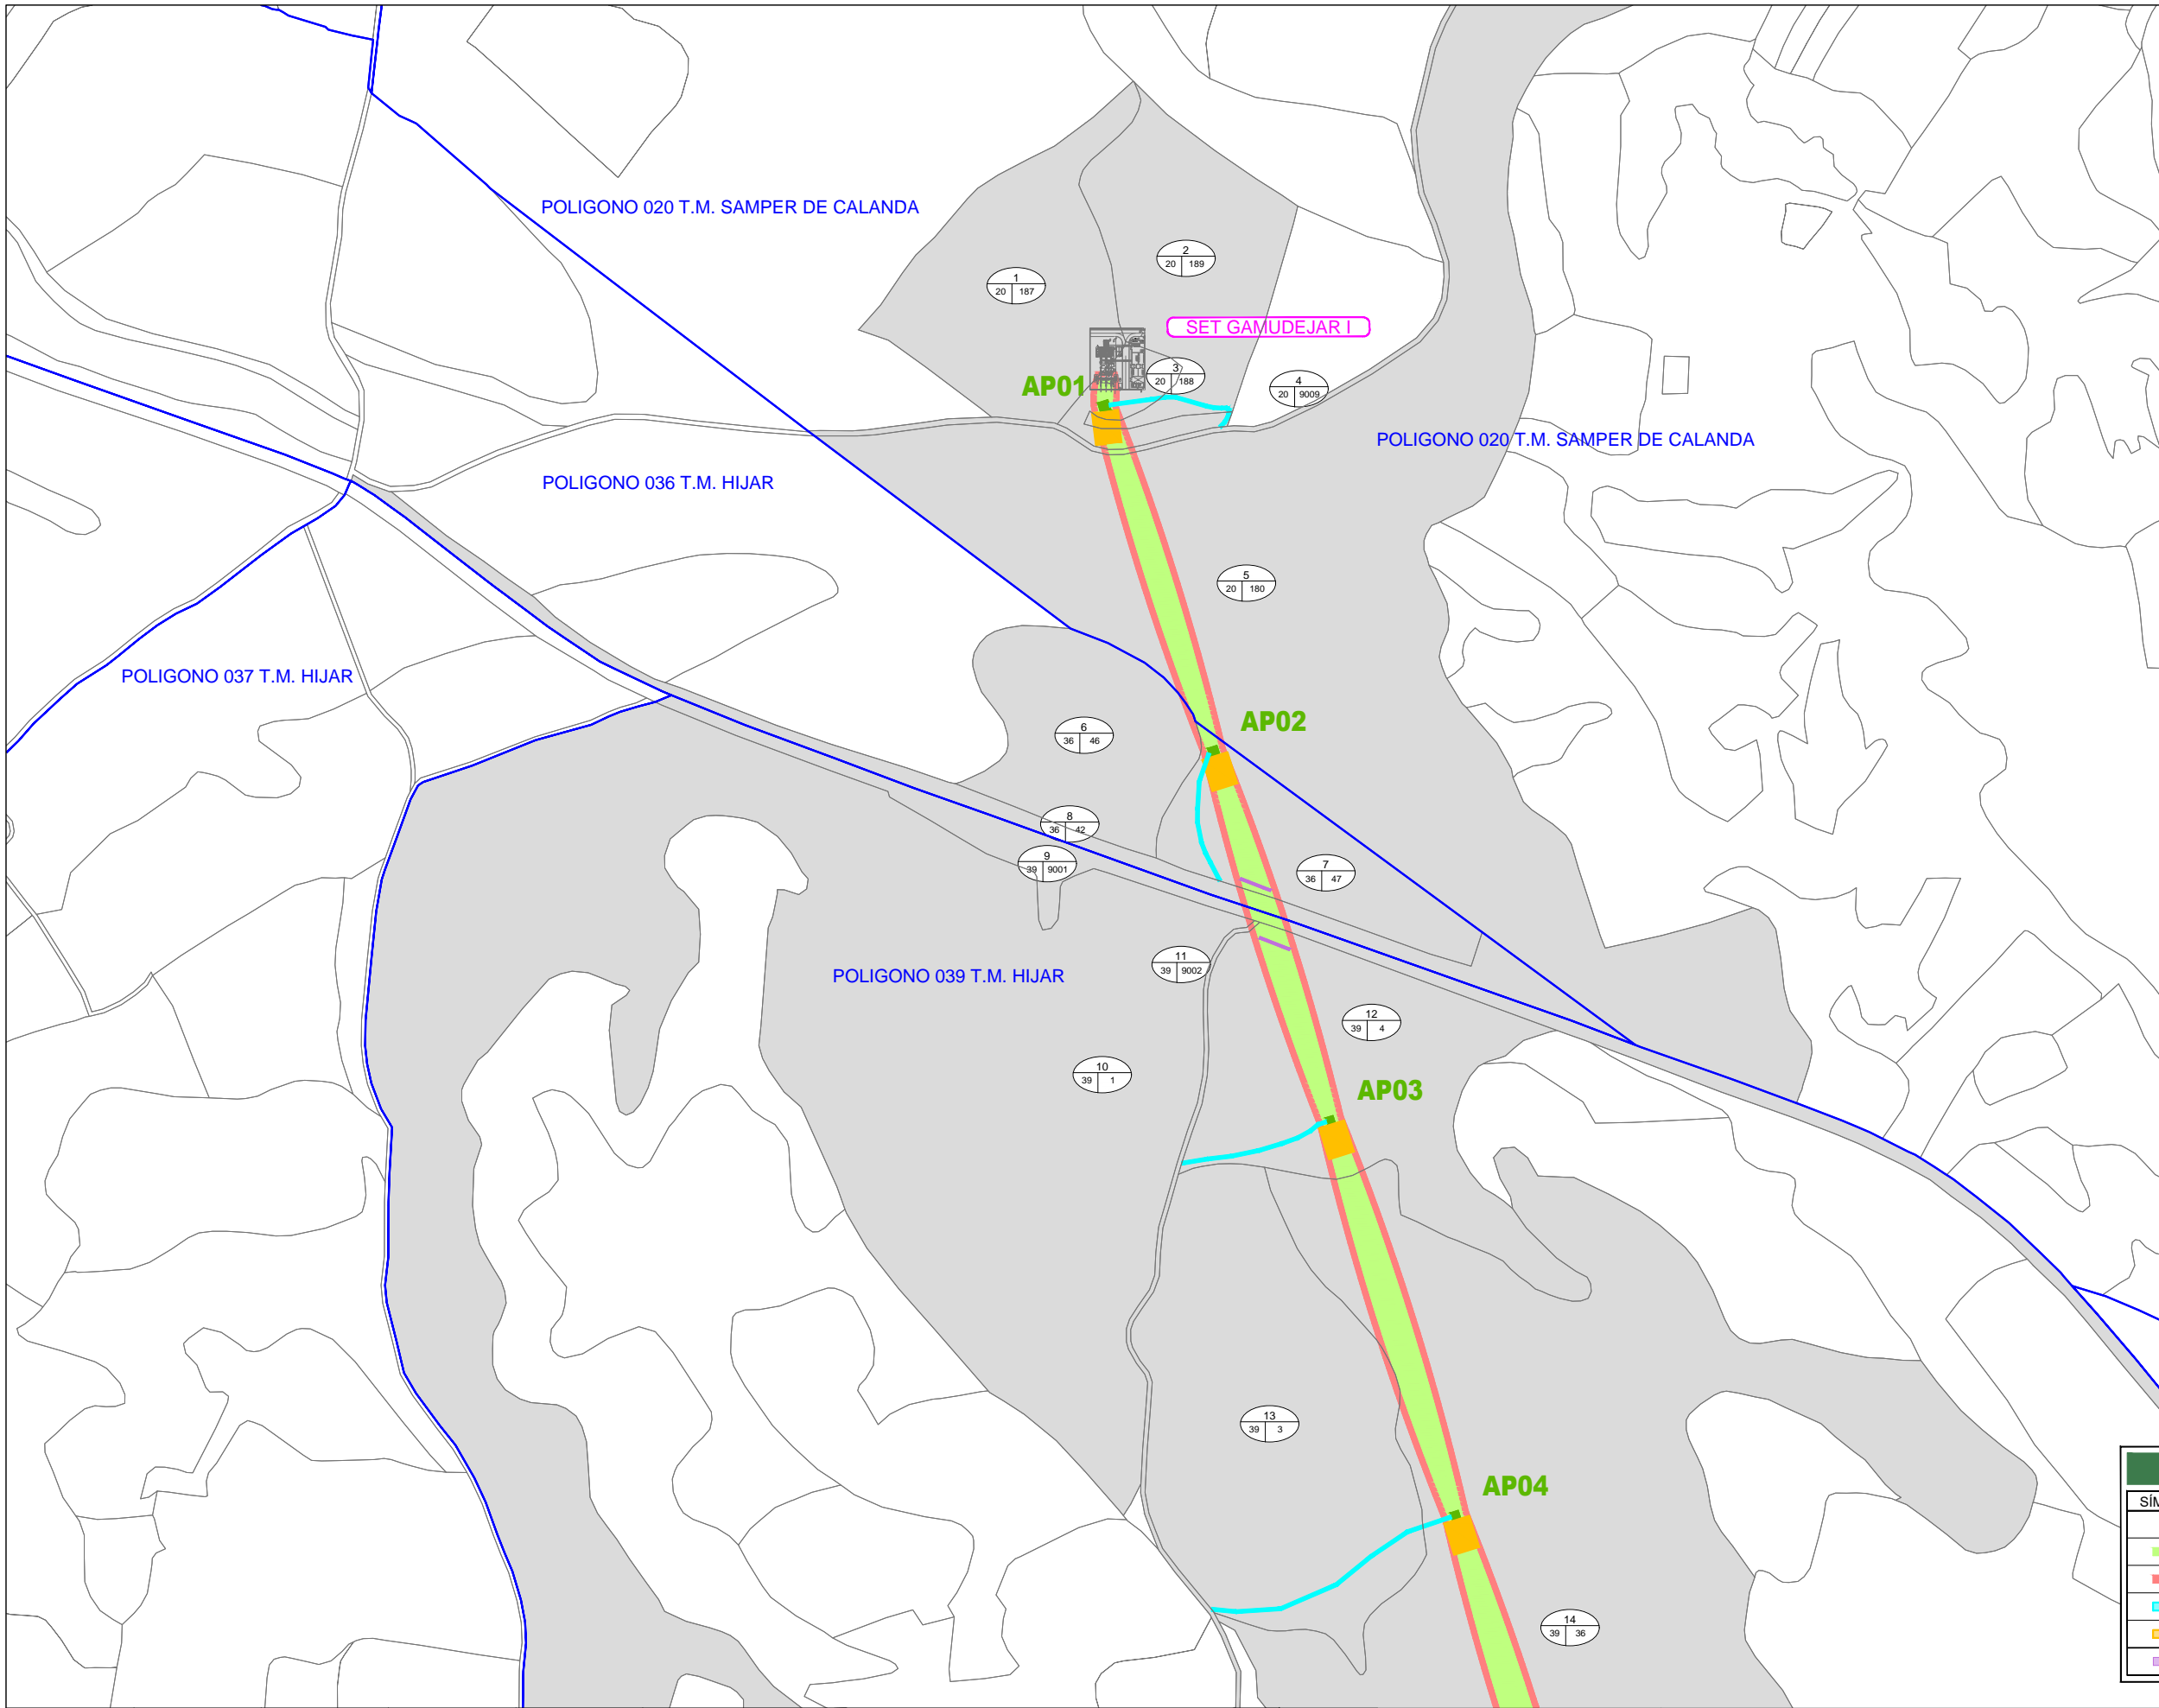 POLIGONO 020 T.M. SAMPER DE CALANDA
2
20 189
1
20 187
SET GAMUDEJAR I
3
20 188
AP01
4
20 9009
POLIGONO 020 T.M. SAMPER DE CALANDA
POLIGONO 036 T.M. HIJAR
5
20 180
POLIGONO 037 T.M. HIJAR
AP02
6
36 46
8
36 42
9
39 9001
7
36 47
11
39 9002
POLIGONO 039 T.M. HIJAR
12
39 4
10
39 1
AP03
13
39 3
AP04
14
39 36